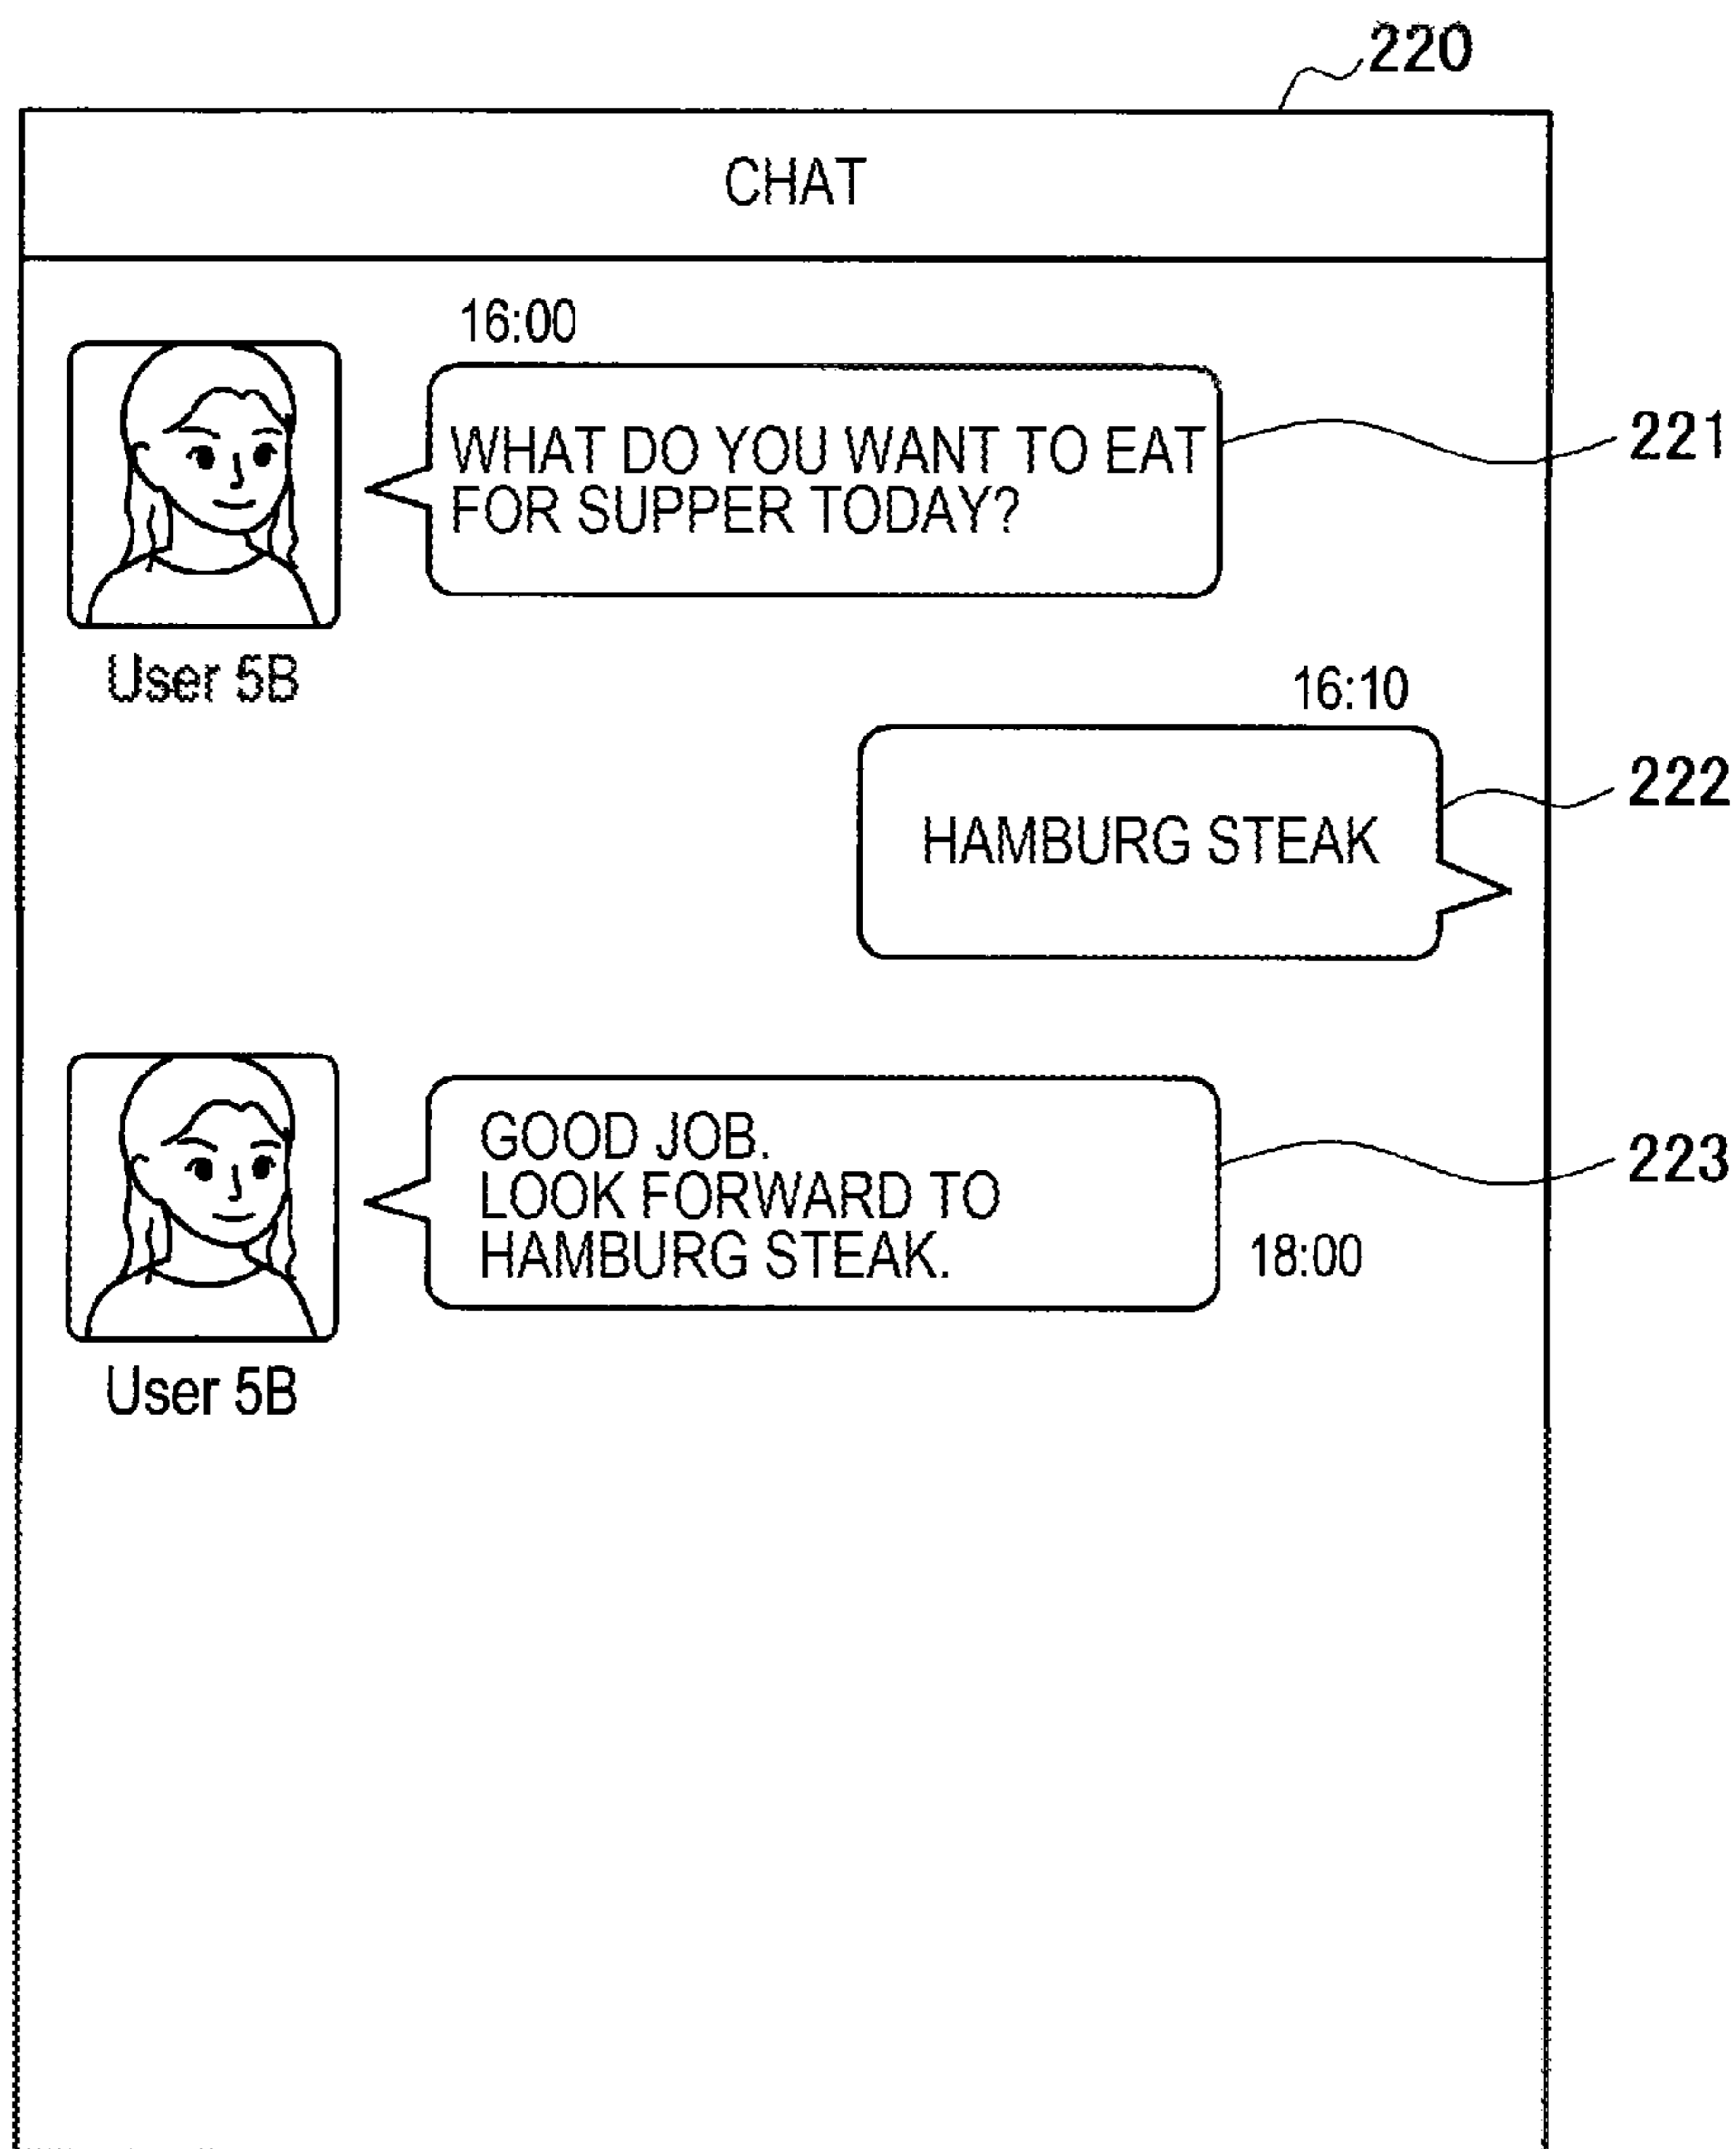 220
CHAT
16:00
WHAT DO YOU WANT TO EAT
FOR SUPPER TODAY?
221
User 5B
16:10
HAMBURG STEAK
222
GOOD JOB.
LOOK FORWARD TO
HAMBURG STEAK.
223
18:00
User 5B